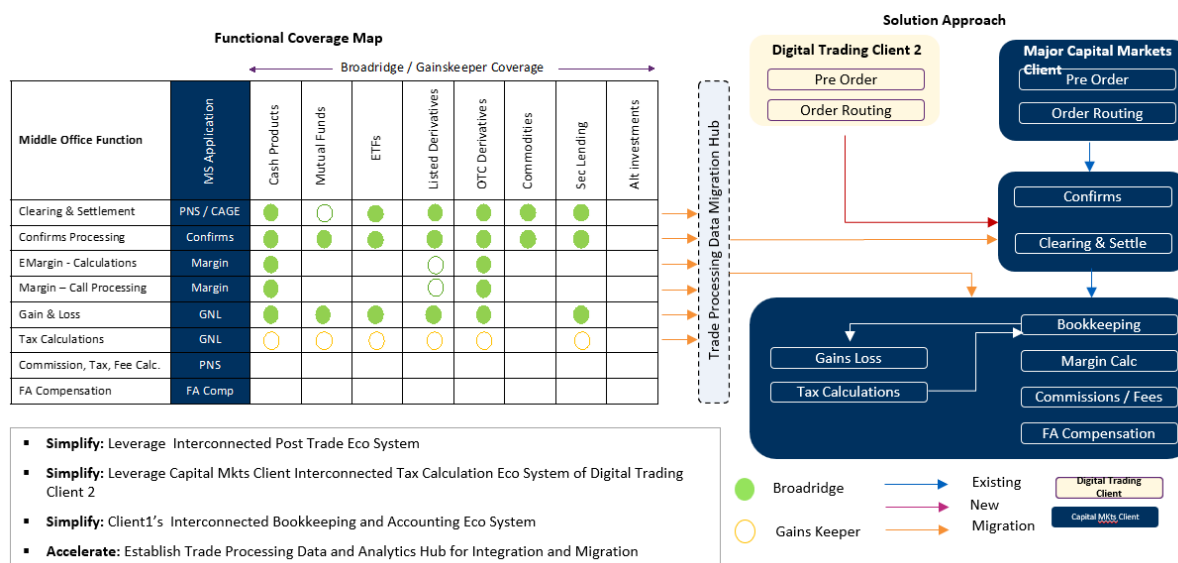 Solution Approach
Functional Coverage Map
Broadridge / Gainskeeper Coverage
Middle Office Function
MS Application
Cash Products
Mutual Funds
ETFs
Listed Derivatives
OTC Derivatives
Commodities
Sec Lending
Alt investments
Clearing & Settlement
PNS / CAGE
Confirms Processing
Confirms
EMargin - Calculations
Margin
Margin – Call Processing
Margin
Gain & Loss
GNL
Tax Calculations
GNL
Commission, Tax, Fee Calc.
PNS
FA Compensation
FA Comp
Trade Processing Data Migration Hub
Digital Trading Client 2
Pre Order
Order Routing
Major Capital Markets
Client
Pre Order
Order Routing
Confirms
Clearing & Settle
Bookkeeping
Gains Loss
Margin Calc
Tax Calculations
Commissions / Fees
FA Compensation
▪ Simplify: Leverage Interconnected Post Trade Eco System
▪ Simplify: Leverage Capital Mkts Client Interconnected Tax Calculation Eco System of Digital Trading
Client 2
▪ Simplify: Client1's Interconnected Bookkeeping and Accounting Eco System
▪ Accelerate: Establish Trade Processing Data and Analytics Hub for Integration and Migration
Broadridge
Gains Keeper
Existing
New
Migration
Digital Trading
Client
Capital MKts Client